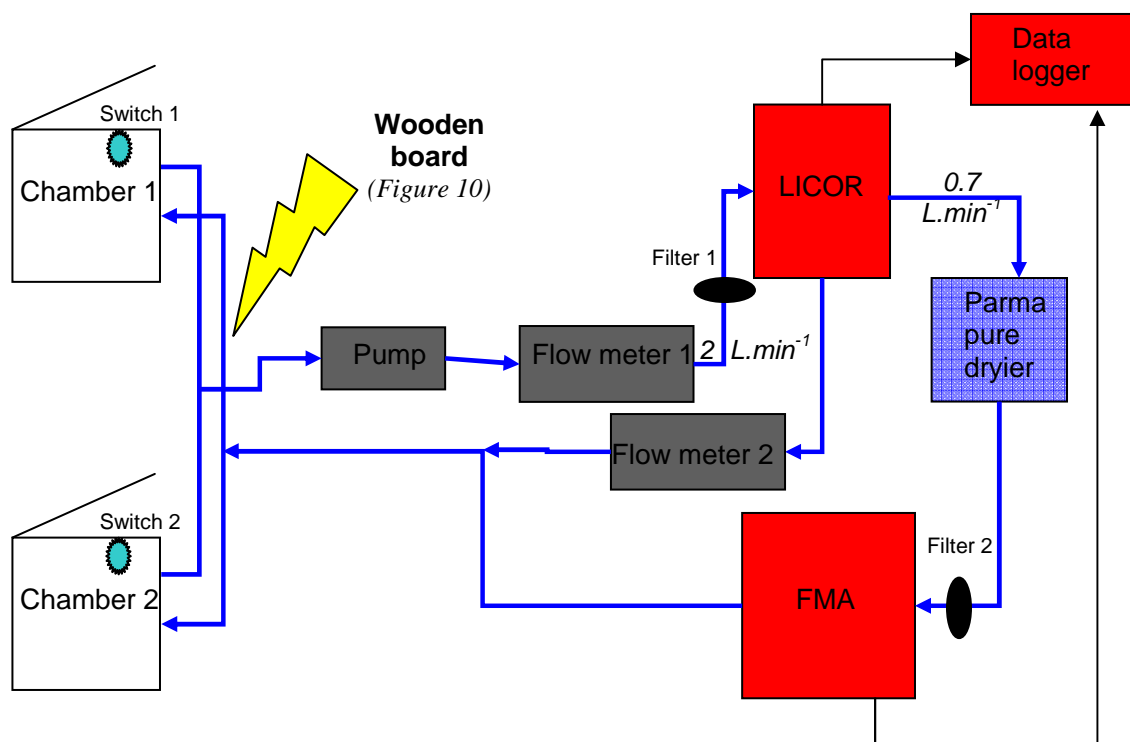 Data
logger
Switch 1
Wooden
board
(Figure 10)
Chamber 1
LICOR
0.7
L.min-1
Filter 1
Parma
pure
dryier
Pump
Flow meter 1
2 L.min-1
Flow meter 2
Switch 2
Filter 2
Chamber 2
FMA